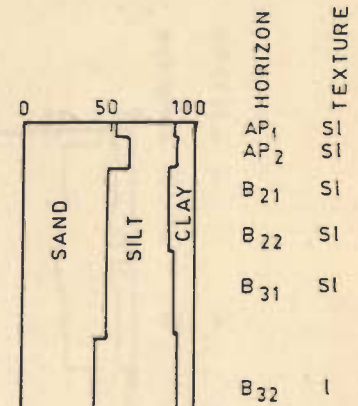 HORIZON TEXTURE
0 50 100
AP1 Sl
AP2 Sl
B21 Sl
B22 Sl
B31 Sl
B32 l
SAND SILT CLAY